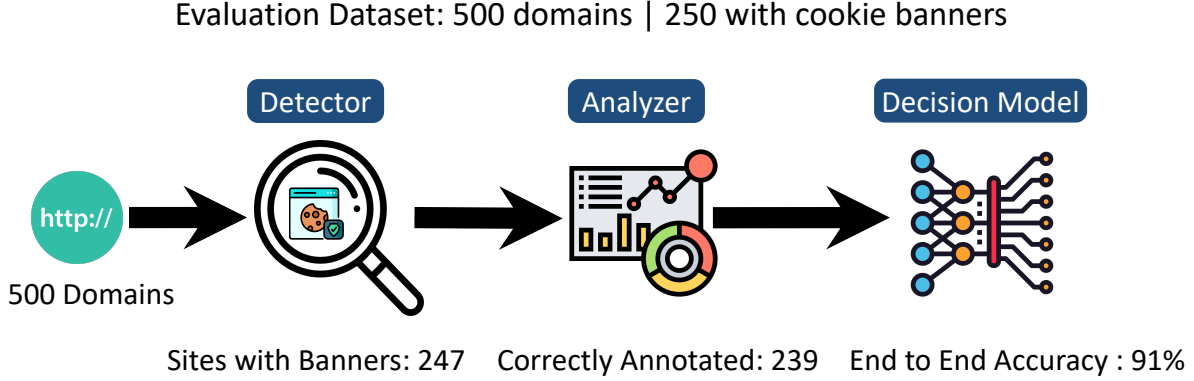 Evaluation Dataset: 500 domains | 250 with cookie banners
Detector
Analyzer
Decision Model
http://
500 Domains
Sites with Banners: 247
Correctly Annotated: 239
End to End Accuracy : 91%